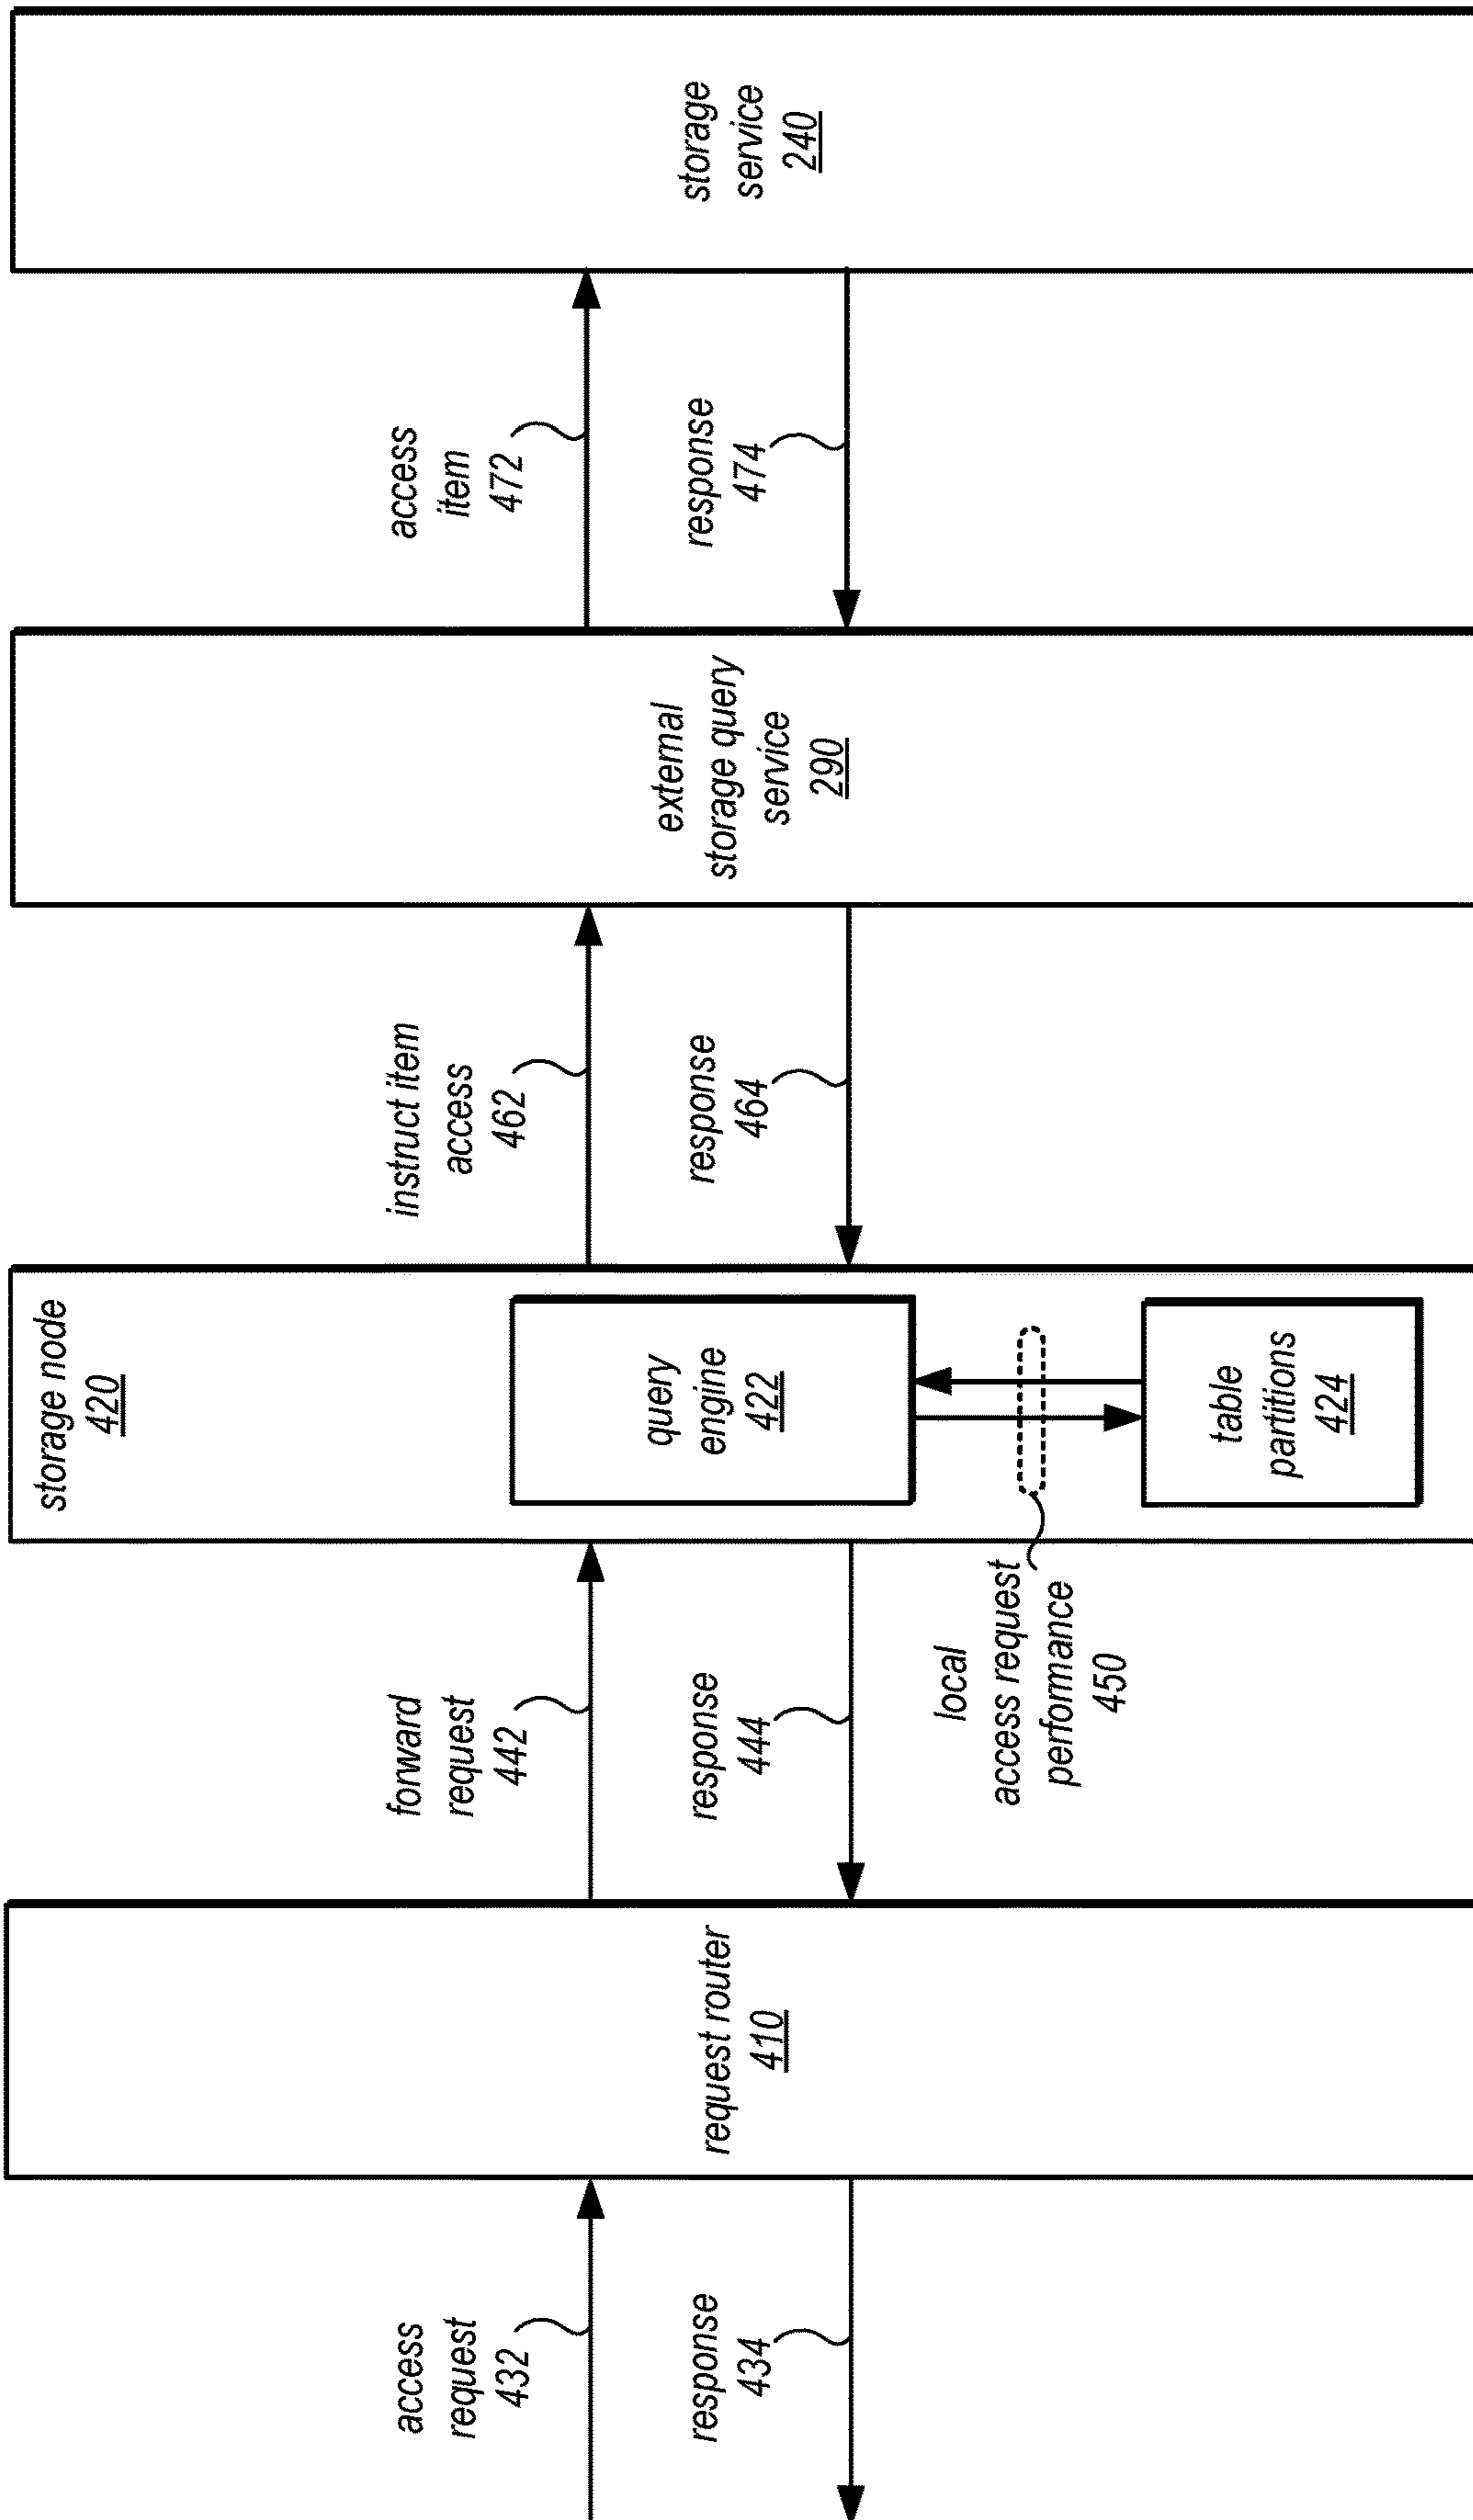 access
request
432
response
434
request router
410
forward
request
442
response
444
local
access request
performance
450
storage node
420
query
engine
422
table
partitions
424
instruct item
access
462
response
464
external
storage query
service
290
access
item
472
response
474
storage
service
240